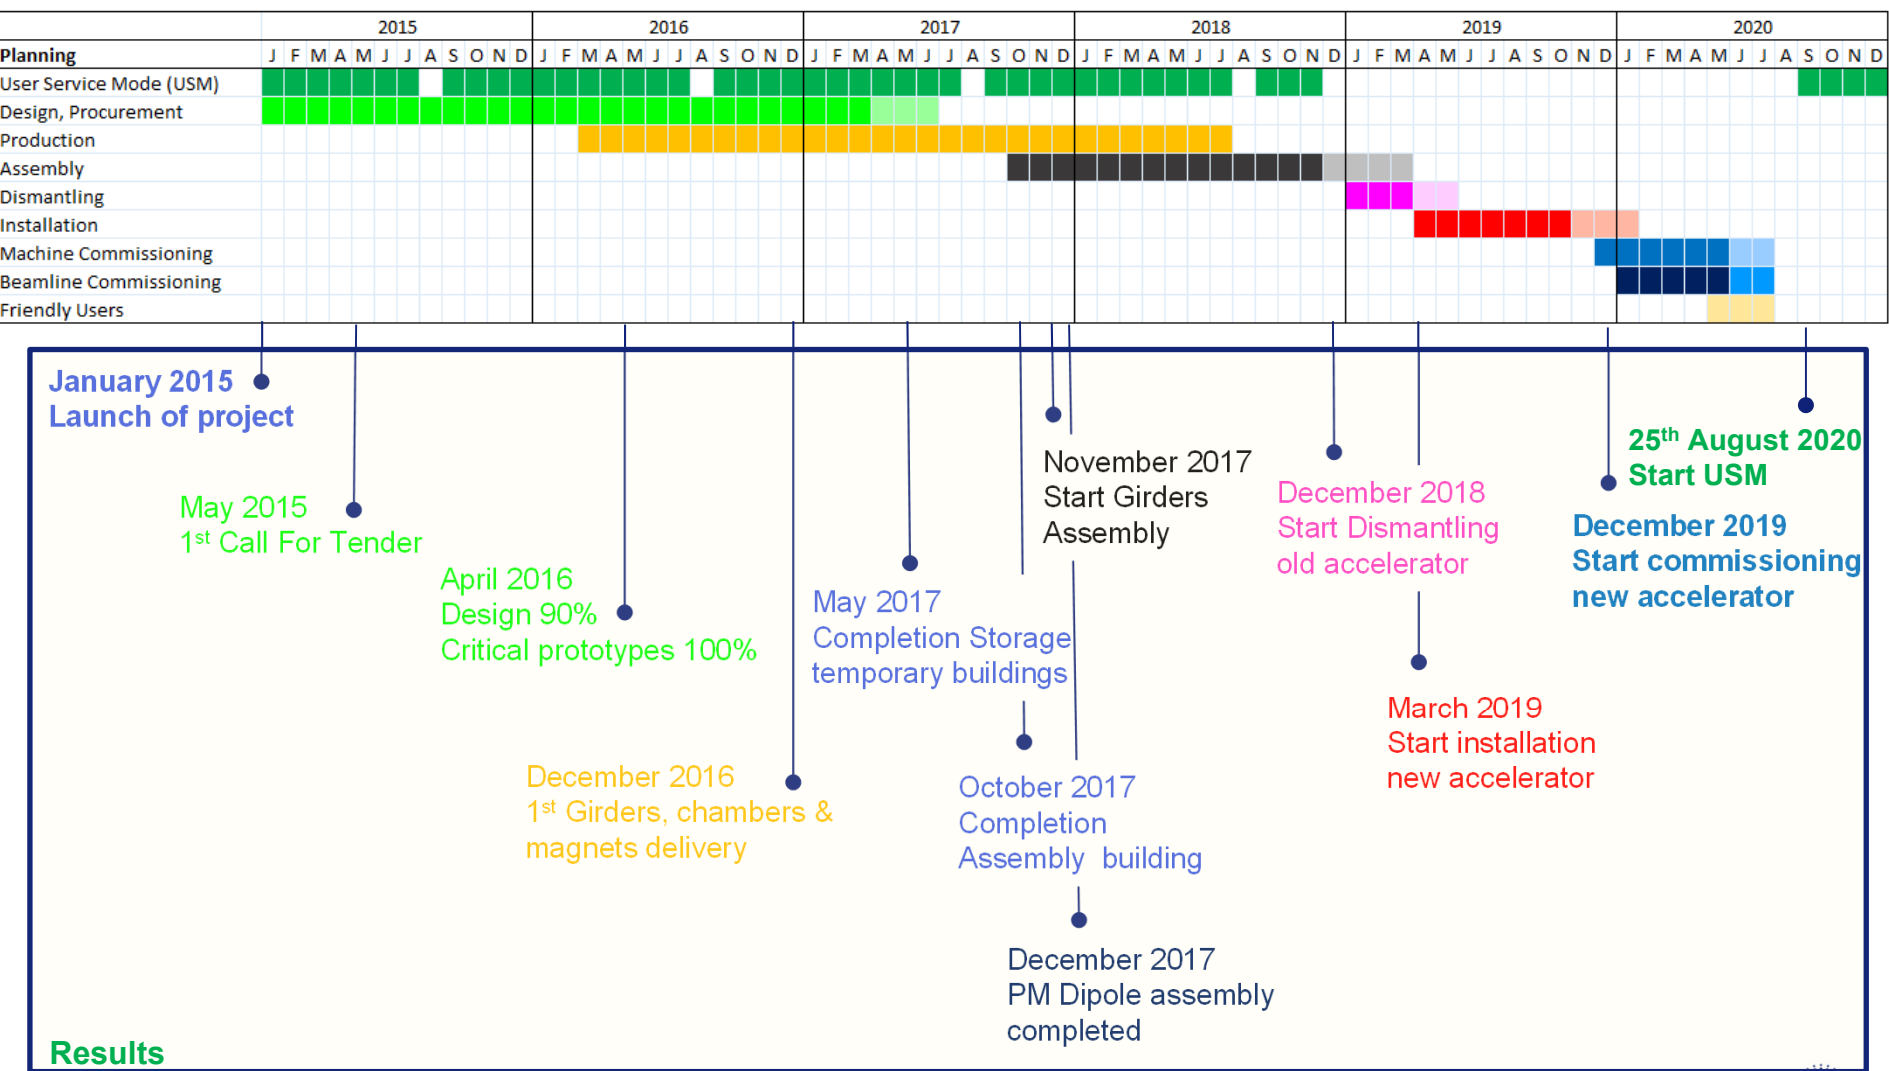 2015 2016 2017 2018 2019 2020
Planning J F M A M J J A S O N D J F M A M J J A S O N D J F M A M J J A S O N D J F M A M J J A S O N D J F M A M J J A S O N D J F M A M J J A S O N D
User Service Mode (USM)
Design, Procurement
Production
Assembly
Dismantling
Installation
Machine Commissioning
Beamline Commissioning
Friendly Users
January 2015
Launch of project
May 2015
1st Call For Tender
April 2016
Design 90%
Critical prototypes 100%
December 2016
1st Girders, chambers &
magnets delivery
May 2017
Completion Storage
temporary buildings
October 2017
Completion
Assembly building
November 2017
Start Girders
Assembly
December 2017
PM Dipole assembly
completed
December 2018
Start Dismantling
old accelerator
March 2019
Start installation
new accelerator
December 2019
Start commissioning
new accelerator
25th August 2020
Start USM
Results